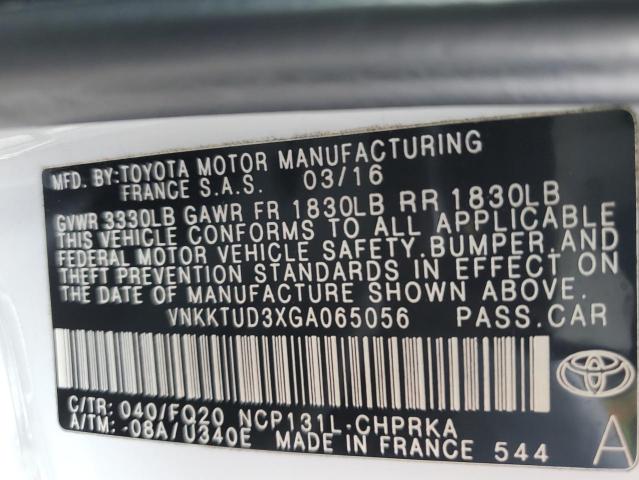 MFD. BY:TOYOTA MOTOR MANUFACTURING
FRANCE S.A.S. 03/16
GVWR 3330LB GAWR FR 1830LB RR 1830LB
THIS VEHICLE CONFORMS TO ALL APPLICABLE
FEDERAL MOTOR VEHICLE SAFETY,BUMPER,AND
THEFT PREVENTION STANDARDS IN EFFECT ON
THE DATE OF MANUFACTURE SHOWN ABOVE.
VNKKTUD3XGA065056 PASS.CAR
C/TR: 040/FQ20 NCP131L-CHPRKA
A/TM: -08A/U340E MADE IN FRANCE 544
A